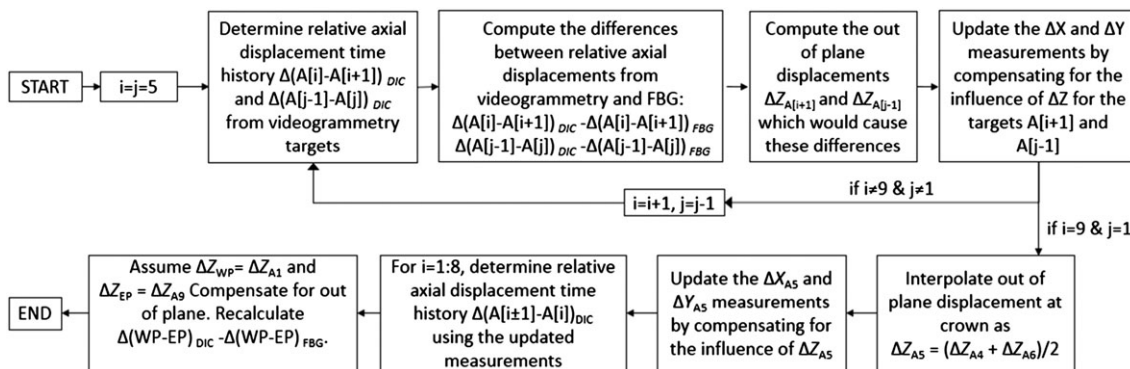 START
i=j=5
Determine relative axial
displacement time
history Δ(A[i]-A[i+1]) DIC
and Δ(A[j-1]-A[j]) DIC
from videogrammetry
targets
Compute the differences
between relative axial
displacements from
videogrammetry and FBG:
Δ(A[i]-A[i+1]) DIC -Δ(A[i]-A[i+1]) FBG
Δ(A[j-1]-A[j]) DIC -Δ(A[j-1]-A[j]) FBG
Compute the out
of plane
displacements
ΔZA[i+1] and ΔZA[j-1]
which would cause
these differences
Update the ΔX and ΔY
measurements by
compensating for the
influence of ΔZ for the
targets A[i+1] and
A[j-1]
if i≠9 & j≠1
i=i+1, j=j-1
if i=9 & j=1
Interpolate out of
plane displacement at
crown as
ΔZA5 = (ΔZA4 + ΔZA6)/2
Update the ΔXA5 and
ΔYA5 measurements
by compensating for
the influence of ΔZA5
For i=1:8, determine relative
axial displacement time
history Δ(A[i±1]-A[i])DIC
using the updated
measurements
Assume ΔZWP= ΔZA1 and
ΔZEP = ΔZA9 Compensate for out
of plane. Recalculate
Δ(WP-EP)DIC -Δ(WP-EP)FBG.
END